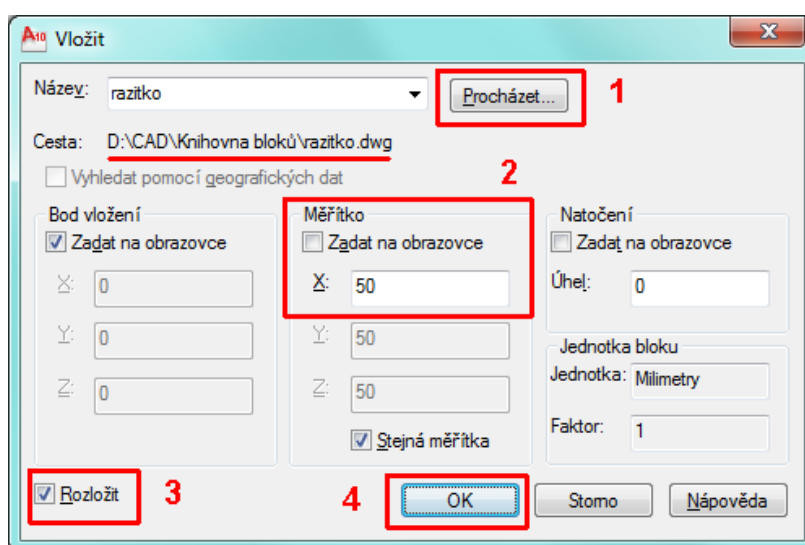 A10 Vložit
Název: razitko Procházet... 1
Cesta: D:\CAD\Knihovna bloků\razitko.dwg
Vyhledat pomocí geografických dat 2
Bod vložení
Zadat na obrazovce
X: 0
Y: 0
Z: 0
Měřítko
Zadat na obrazovce
X: 50
Y: 50
Z: 50
Stejná měřítka
Natočení
Zadat na obrazovce
Úhel: 0
Jednotka bloku
Jednotka: Milimetry
Faktor: 1
Rozložit 3 4 OK Storno Nápověda